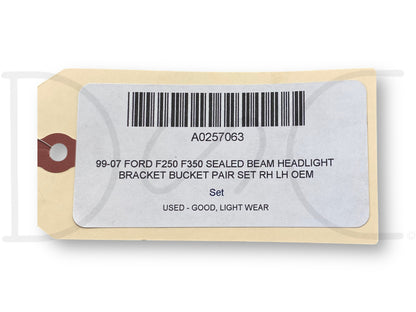 A0257063
99-07 FORD F250 F350 SEALED BEAM HEADLIGHT
BRACKET BUCKET PAIR SET RH LH OEM
Set
USED - GOOD, LIGHT WEAR